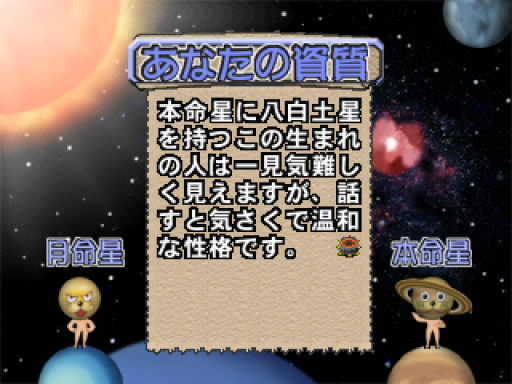 あなたの資質
本命星に八白土星
を持つこの生まれ
の人は一見気難し
く見えますが、話
すと気さくで温和
な性格です。
月命星
本命星